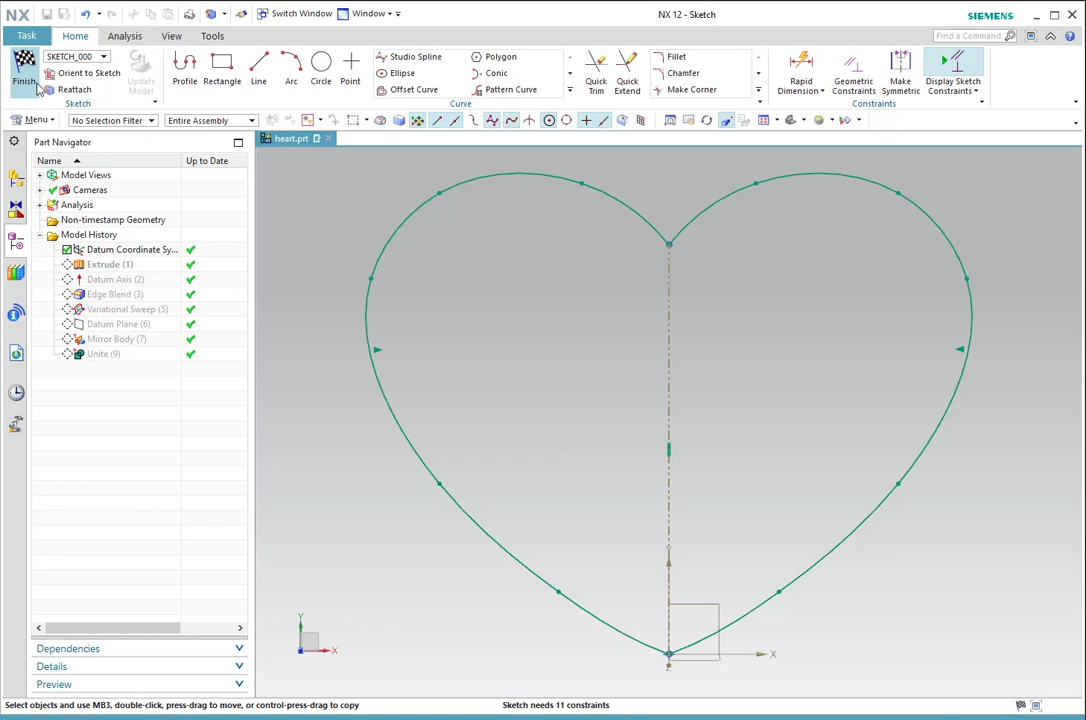 NX Switch Window Window NX 12 - Sketch SIEMENS
Task Home Analysis View Tools Find a Command
Finish SKETCH_000 Orient to Sketch Reattach Update Model Profile Rectangle Line Arc Circle Point Studio Spline Ellipse Offset Curve Polygon Conic Pattern Curve Quick Trim Quick Extend Fillet Chamfer Make Corner Rapid Dimension Geometric Constraints Make Symmetric Display Sketch Constraints
Sketch Curve Constraints
Menu No Selection Filter Entire Assembly
Part Navigator heart.prt
Name Up to Date
Model Views
Cameras
Analysis
Non-timestamp Geometry
Model History
Datum Coordinate Sy...
Extrude (1)
Datum Axis (2)
Edge Blend (3)
Variational Sweep (5)
Datum Plane (6)
Mirror Body (7)
Unite (9)
Y
X
X
Dependencies
Details
Preview
Select objects and use MB3, double-click, press-drag to move, or control-press-drag to copy Sketch needs 11 constraints